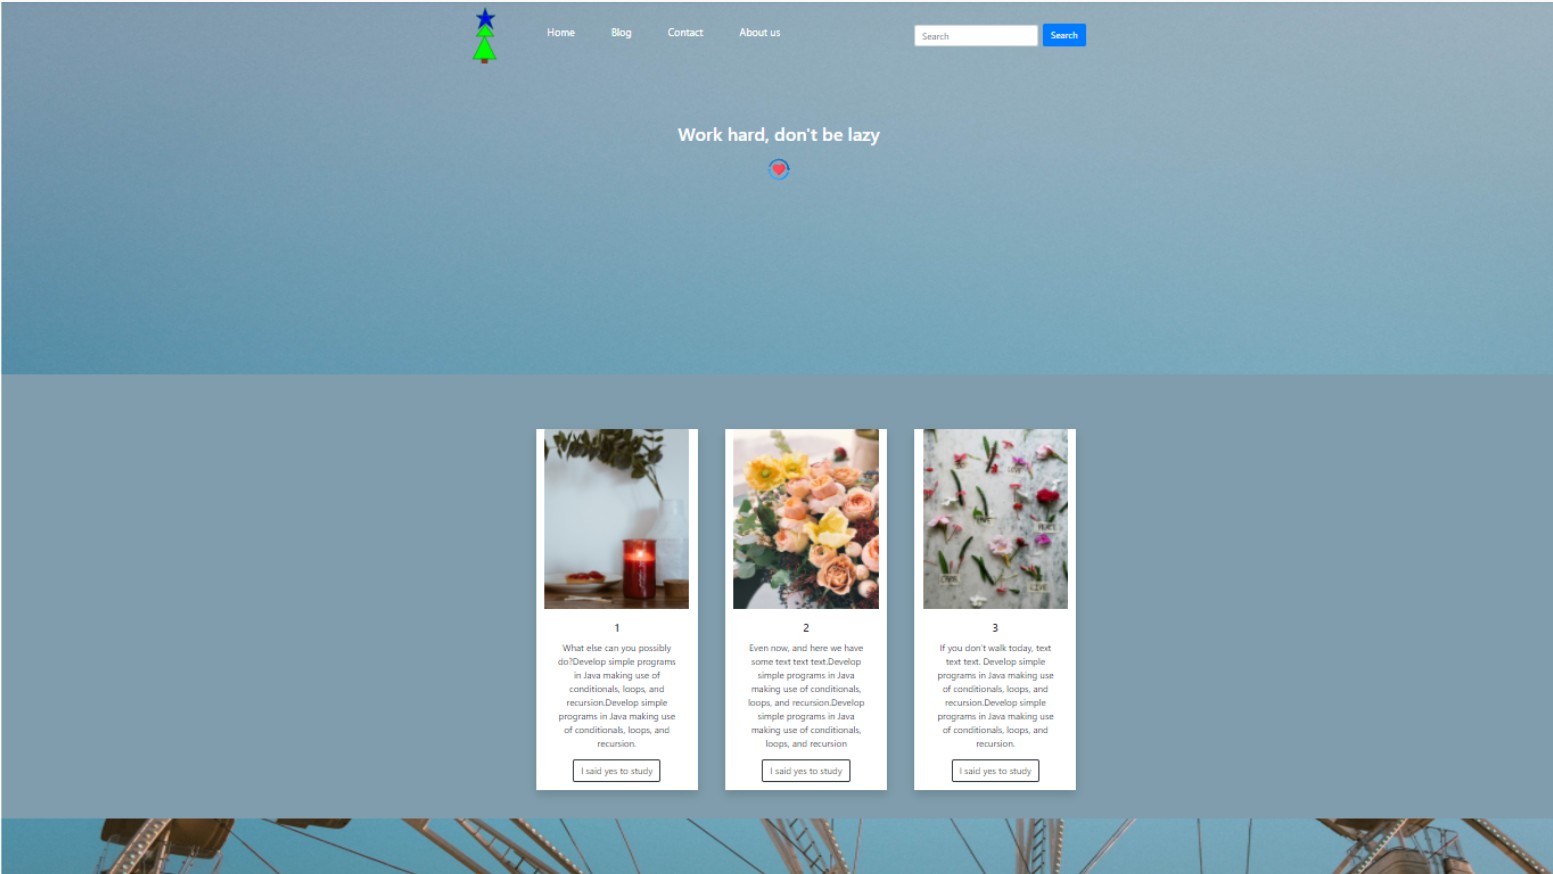 Home Blog Contact About us Search Search
Work hard, don't be lazy
1
What else can you possibly
do?Develop simple programs
in Java making use of
conditionals, loops, and
recursion.Develop simple
programs in Java making use
of conditionals, loops, and
recursion.
I said yes to study
2
Even now, and here we have
some text text text.Develop
simple programs in Java
making use of conditionals,
loops, and recursion.Develop
simple programs in Java
making use of conditionals,
loops, and recursion
I said yes to study
LOVE
PEACE
LIVE
3
If you don't walk today, text
text text. Develop simple
programs in Java making use
of conditionals, loops, and
recursion.Develop simple
programs in Java making use
of conditionals, loops, and
recursion.
I said yes to study